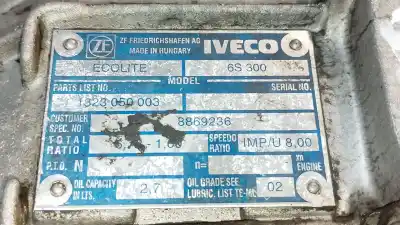 ZF FRIEDRICHSHAFEN AG
MADE IN HUNGARY
IVECO
ECOLITE 6S 300
MODEL
PARTS LIST NO. SERIAL NO.
1323 050 003
CUSTOMER SPEC. NO. 8869236
TOTAL RATIO SPEEDO RATIO IMP/U 8,00
P.T.O. N n= xn ENGINE
OIL CAPACITY IN LTS. 2,7 OIL GRADE SEE LUBRIC. LIST TE-ML 02